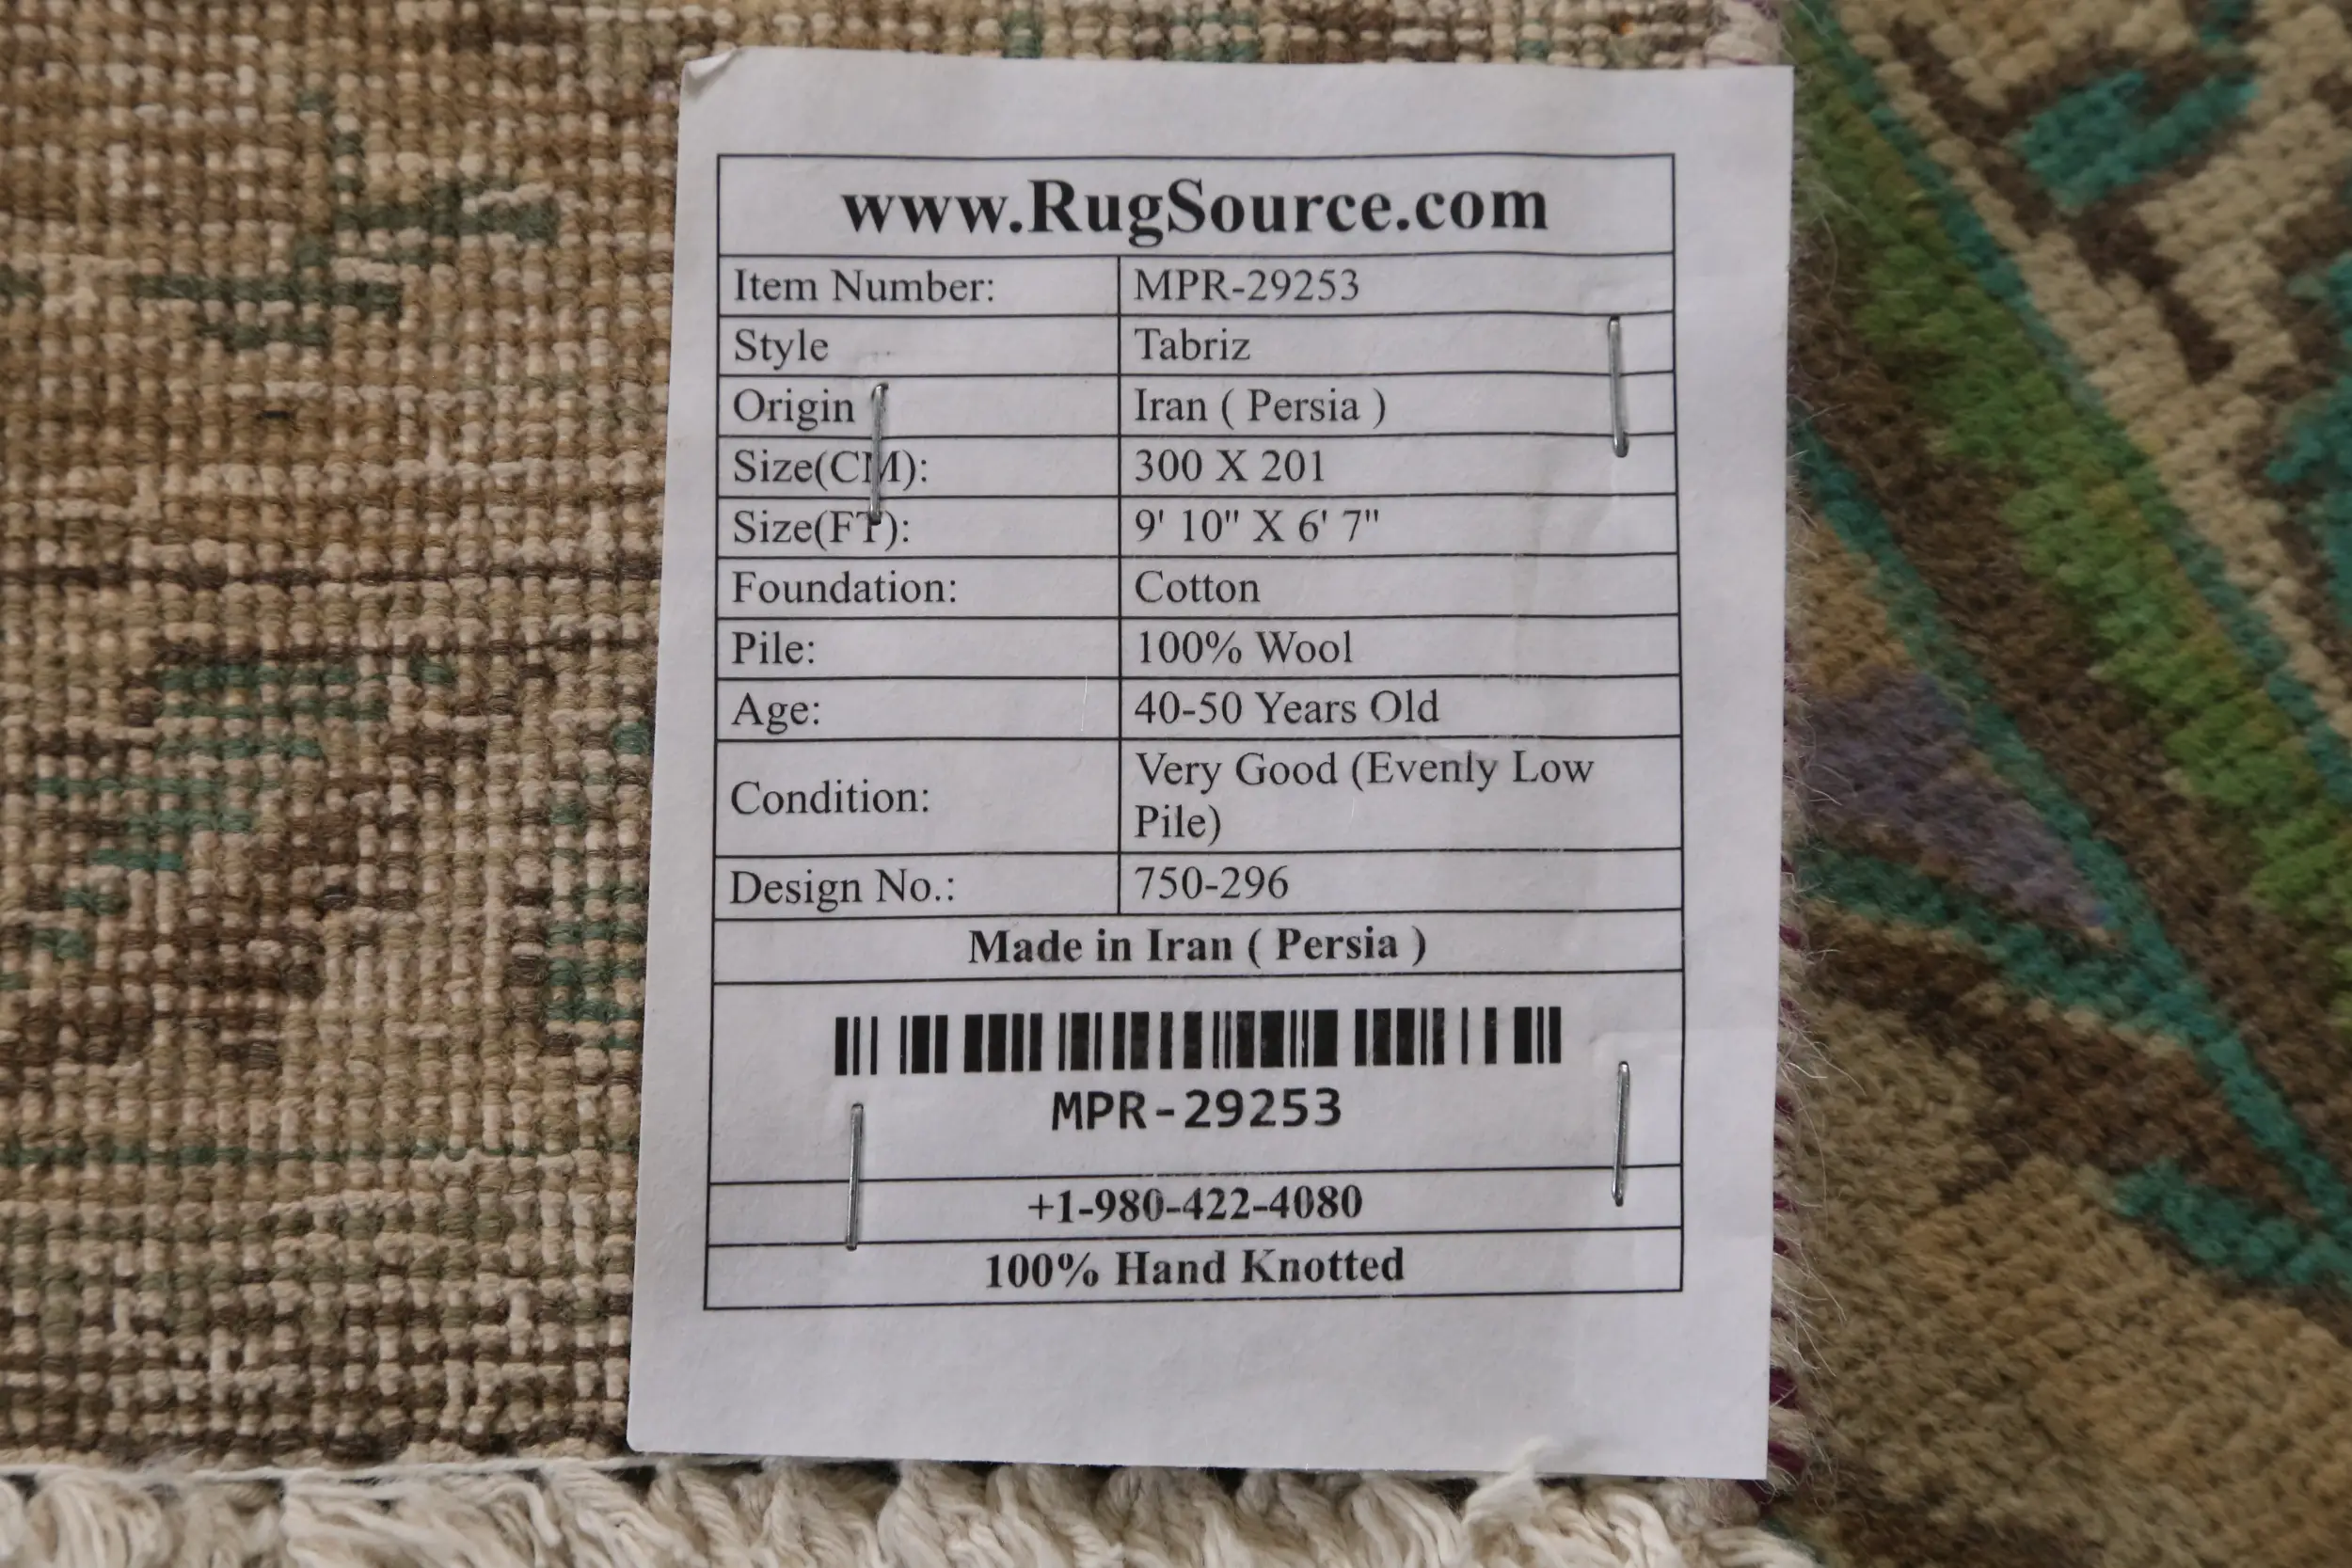 www.RugSource.com
Item Number: MPR-29253
Style Tabriz
Origin Iran ( Persia )
Size(CM): 300 X 201
Size(FT): 9' 10" X 6' 7"
Foundation: Cotton
Pile: 100% Wool
Age: 40-50 Years Old
Condition: Very Good (Evenly Low
Pile)
Design No.: 750-296
Made in Iran ( Persia )
MPR-29253
+1-980-422-4080
100% Hand Knotted